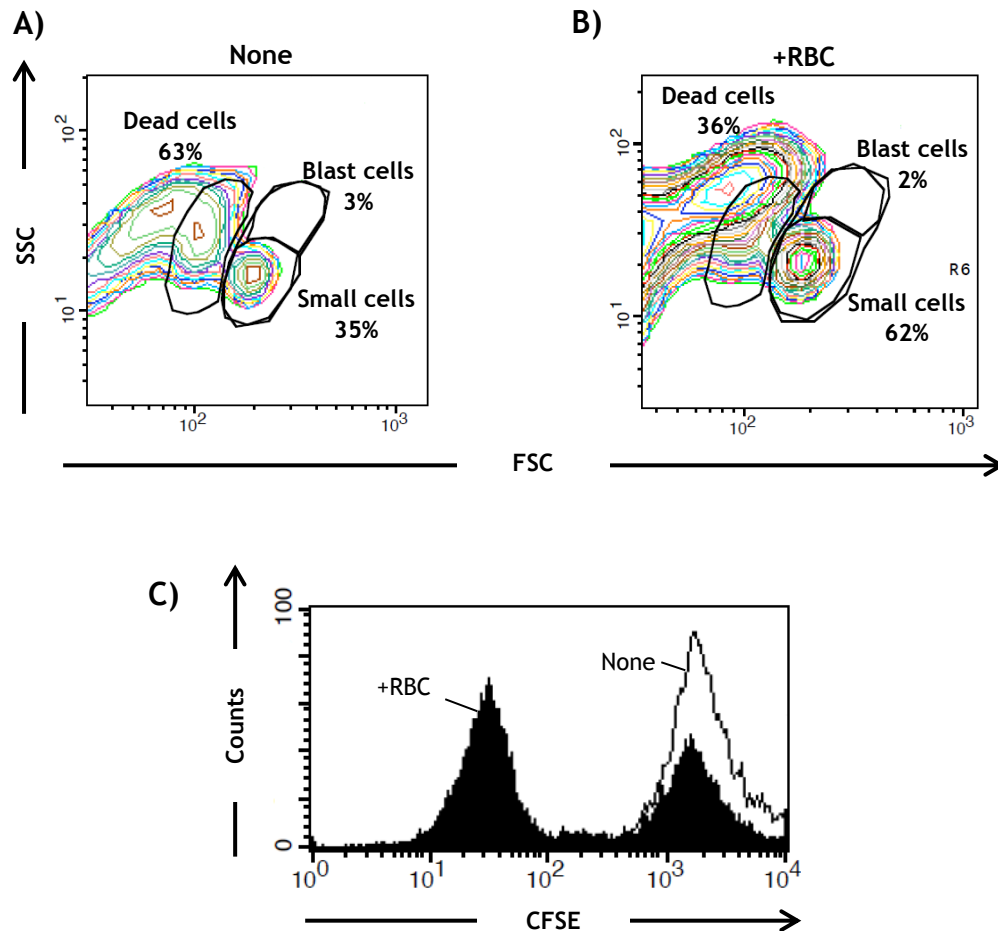 A)
None
10²
Dead cells
63%
Blast cells
3%
SSC
10¹
Small cells
35%
10²
10³
B)
+RBC
Dead cells
36%
10²
Blast cells
2%
R6
10¹
Small cells
62%
10²
10³
FSC
C)
100
Counts
+RBC
None
0
10⁰
10¹
10²
10³
10⁴
CFSE